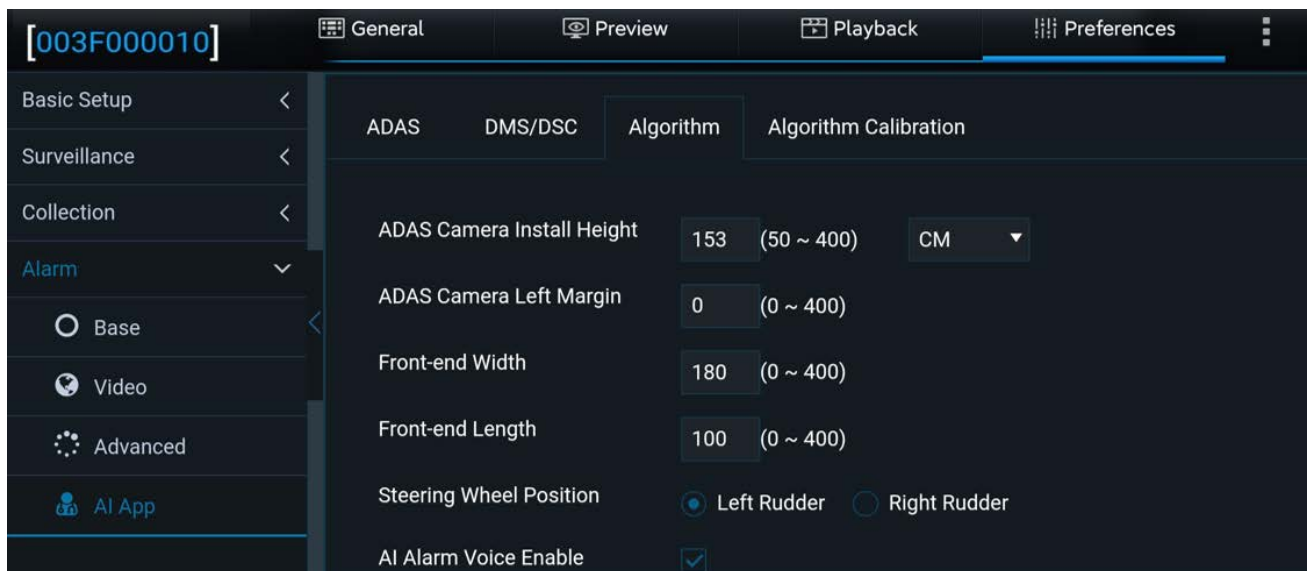 [003F000010]
General
Preview
Playback
Preferences
Basic Setup
Surveillance
Collection
Alarm
Base
Video
Advanced
AI App
ADAS
DMS/DSC
Algorithm
Algorithm Calibration
ADAS Camera Install Height 153 (50 ~ 400) CM
ADAS Camera Left Margin 0 (0 ~ 400)
Front-end Width 180 (0 ~ 400)
Front-end Length 100 (0 ~ 400)
Steering Wheel Position Left Rudder Right Rudder
AI Alarm Voice Enable